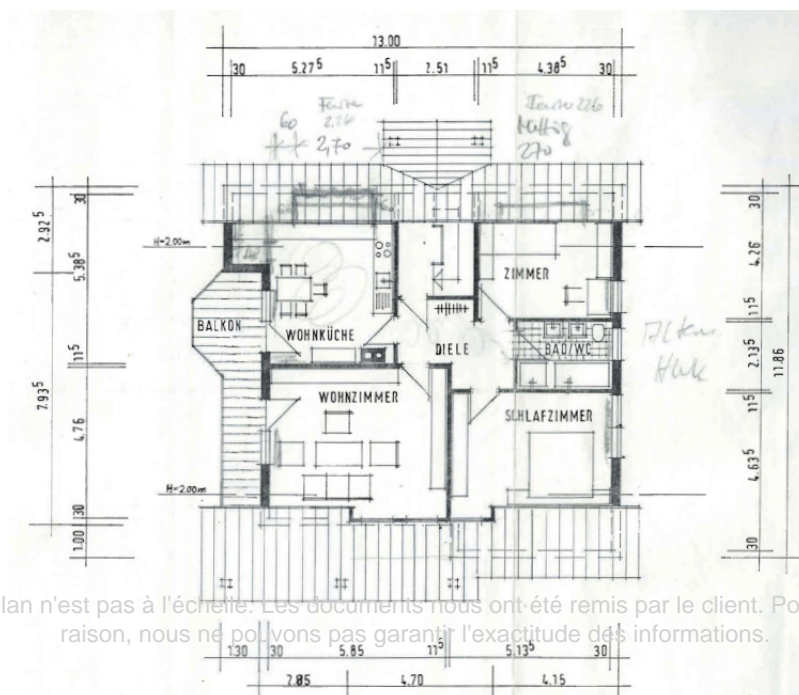 13.00
30 5.27⁵ 11⁵ 2.51 11⁵ 4.38⁵ 30
60 2,70
270
2.92⁵
7.93⁵
30
5.38⁵
11⁵
4.76
30
1.00
H=2.00m
BALKON
WOHNKÜCHE
DIELE
ZIMMER
BAD/WC
WOHNZIMMER
SCHLAFZIMMER
H=2.00m
30
4.26
11⁵
2.13⁵
11⁵
4.63⁵
30
11.86
lan n'est pas à l'échelle. Les documents nous ont été remis par le client. Po
raison, nous ne pouvons pas garantir l'exactitude des informations.
1.30 30 5.85 11⁵ 5.13⁵ 30
2.85 4.70 4.15